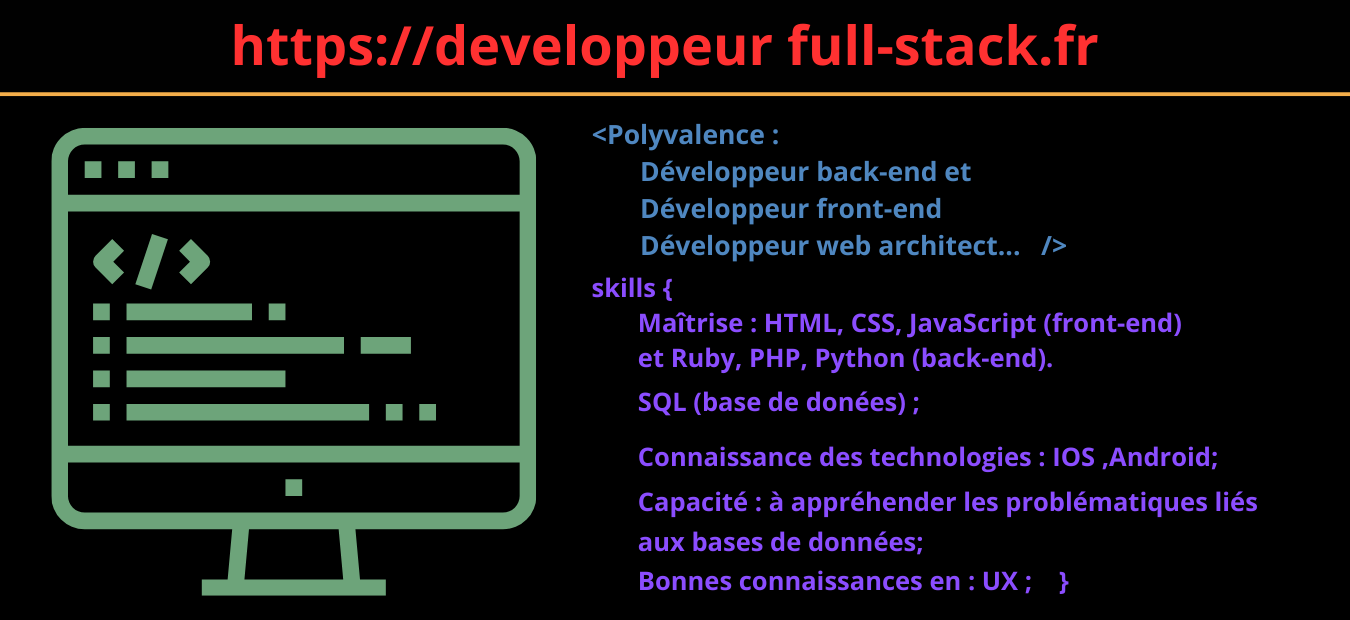 https://developpeur full-stack.fr
<Polyvalence :
Développeur back-end et
Développeur front-end
Développeur web architect... />
skills {
Maîtrise : HTML, CSS, JavaScript (front-end)
et Ruby, PHP, Python (back-end).
SQL (base de donées) ;
Connaissance des technologies : IOS ,Android;
Capacité : à appréhender les problématiques liés
aux bases de données;
Bonnes connaissances en : UX ; }
</>